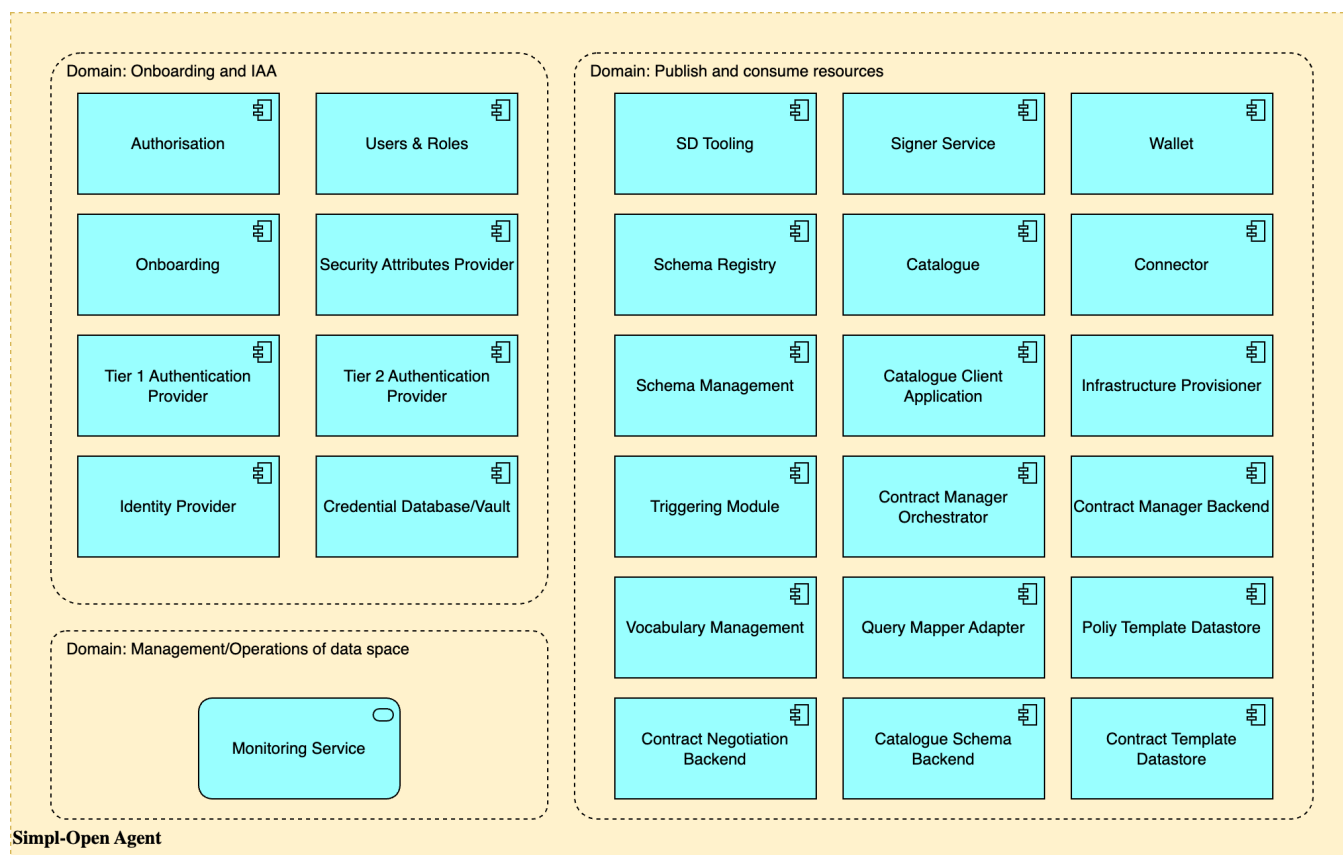 Domain: Onboarding and IAA
Authorisation
Users & Roles
Onboarding
Security Attributes Provider
Tier 1 Authentication
Provider
Tier 2 Authentication
Provider
Identity Provider
Credential Database/Vault
Domain: Management/Operations of data space
Monitoring Service
Domain: Publish and consume resources
SD Tooling
Signer Service
Wallet
Schema Registry
Catalogue
Connector
Schema Management
Catalogue Client
Application
Infrastructure Provisioner
Triggering Module
Contract Manager
Orchestrator
Contract Manager Backend
Vocabulary Management
Query Mapper Adapter
Poliy Template Datastore
Contract Negotiation
Backend
Catalogue Schema
Backend
Contract Template
Datastore
Simpl-Open Agent